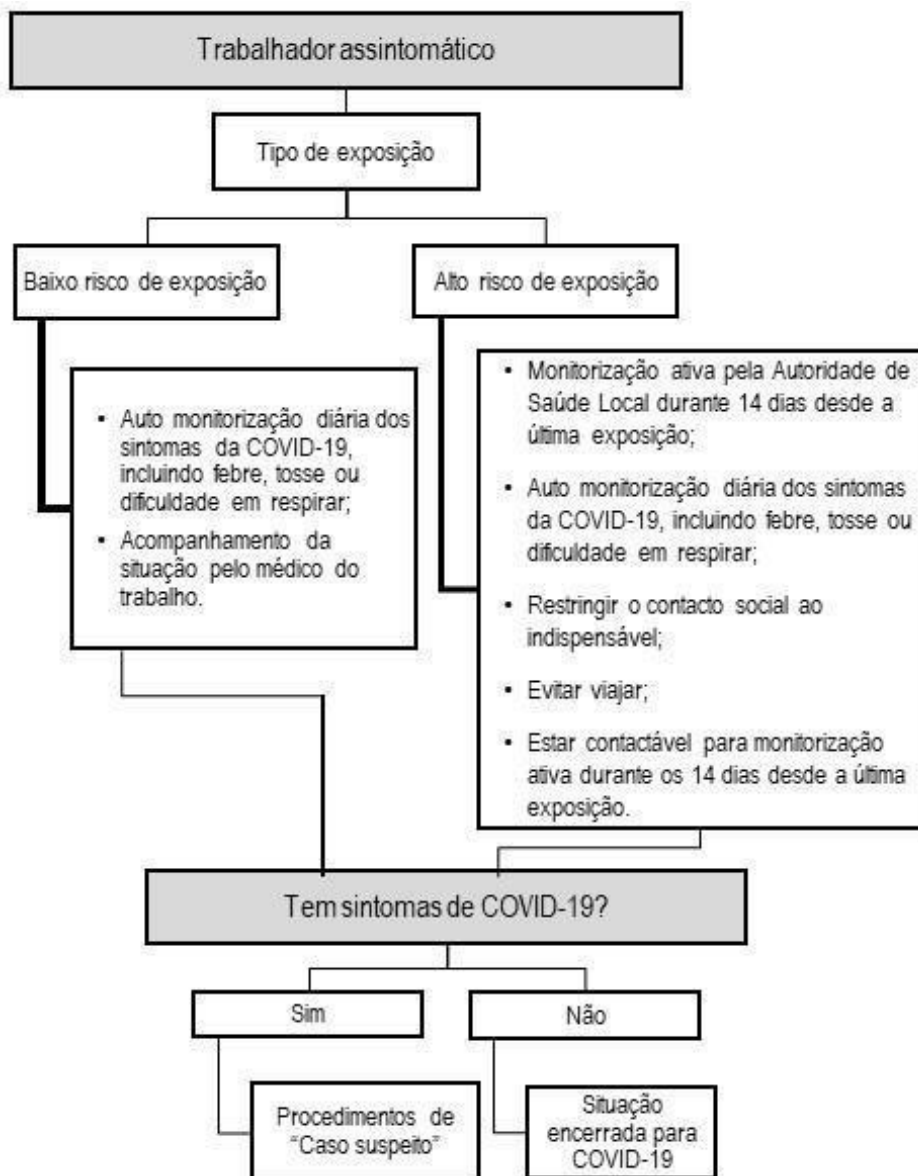 Trabalhador assintomático
Tipo de exposição
Baixo risco de exposição
Alto risco de exposição
• Auto monitorização diária dos
sintomas da COVID-19,
incluindo febre, tosse ou
dificuldade em respirar;
• Acompanhamento da
situação pelo médico do
trabalho.
• Monitorização ativa pela Autoridade de
Saúde Local durante 14 dias desde a
última exposição;
• Auto monitorização diária dos sintomas
da COVID-19, incluindo febre, tosse ou
dificuldade em respirar;
• Restringir o contacto social ao
indispensável;
• Evitar viajar;
• Estar contactável para monitorização
ativa durante os 14 dias desde a última
exposição.
Tem sintomas de COVID-19?
Sim
Não
Procedimentos de
“Caso suspeito”
Situação
encerrada para
COVID-19